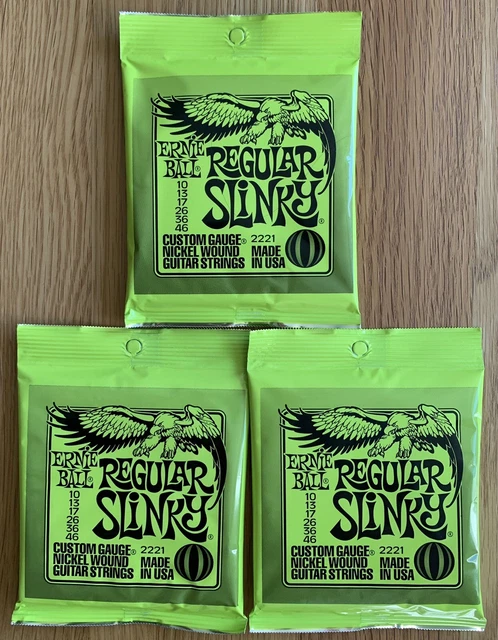 ERNIE
BALL®
REGULAR
SLINKY®
10
13
17
26
36
46
CUSTOM GAUGE® 2221
NICKEL WOUND MADE
GUITAR STRINGS IN USA
ERNIE
BALL®
REGULAR
SLINKY®
10
13
17
26
36
46
CUSTOM GAUGE® 2221
NICKEL WOUND MADE
GUITAR STRINGS IN USA
ERNIE
BALL®
REGULAR
SLINKY®
10
13
17
26
36
46
CUSTOM GAUGE® 2221
NICKEL WOUND MADE
GUITAR STRINGS IN USA